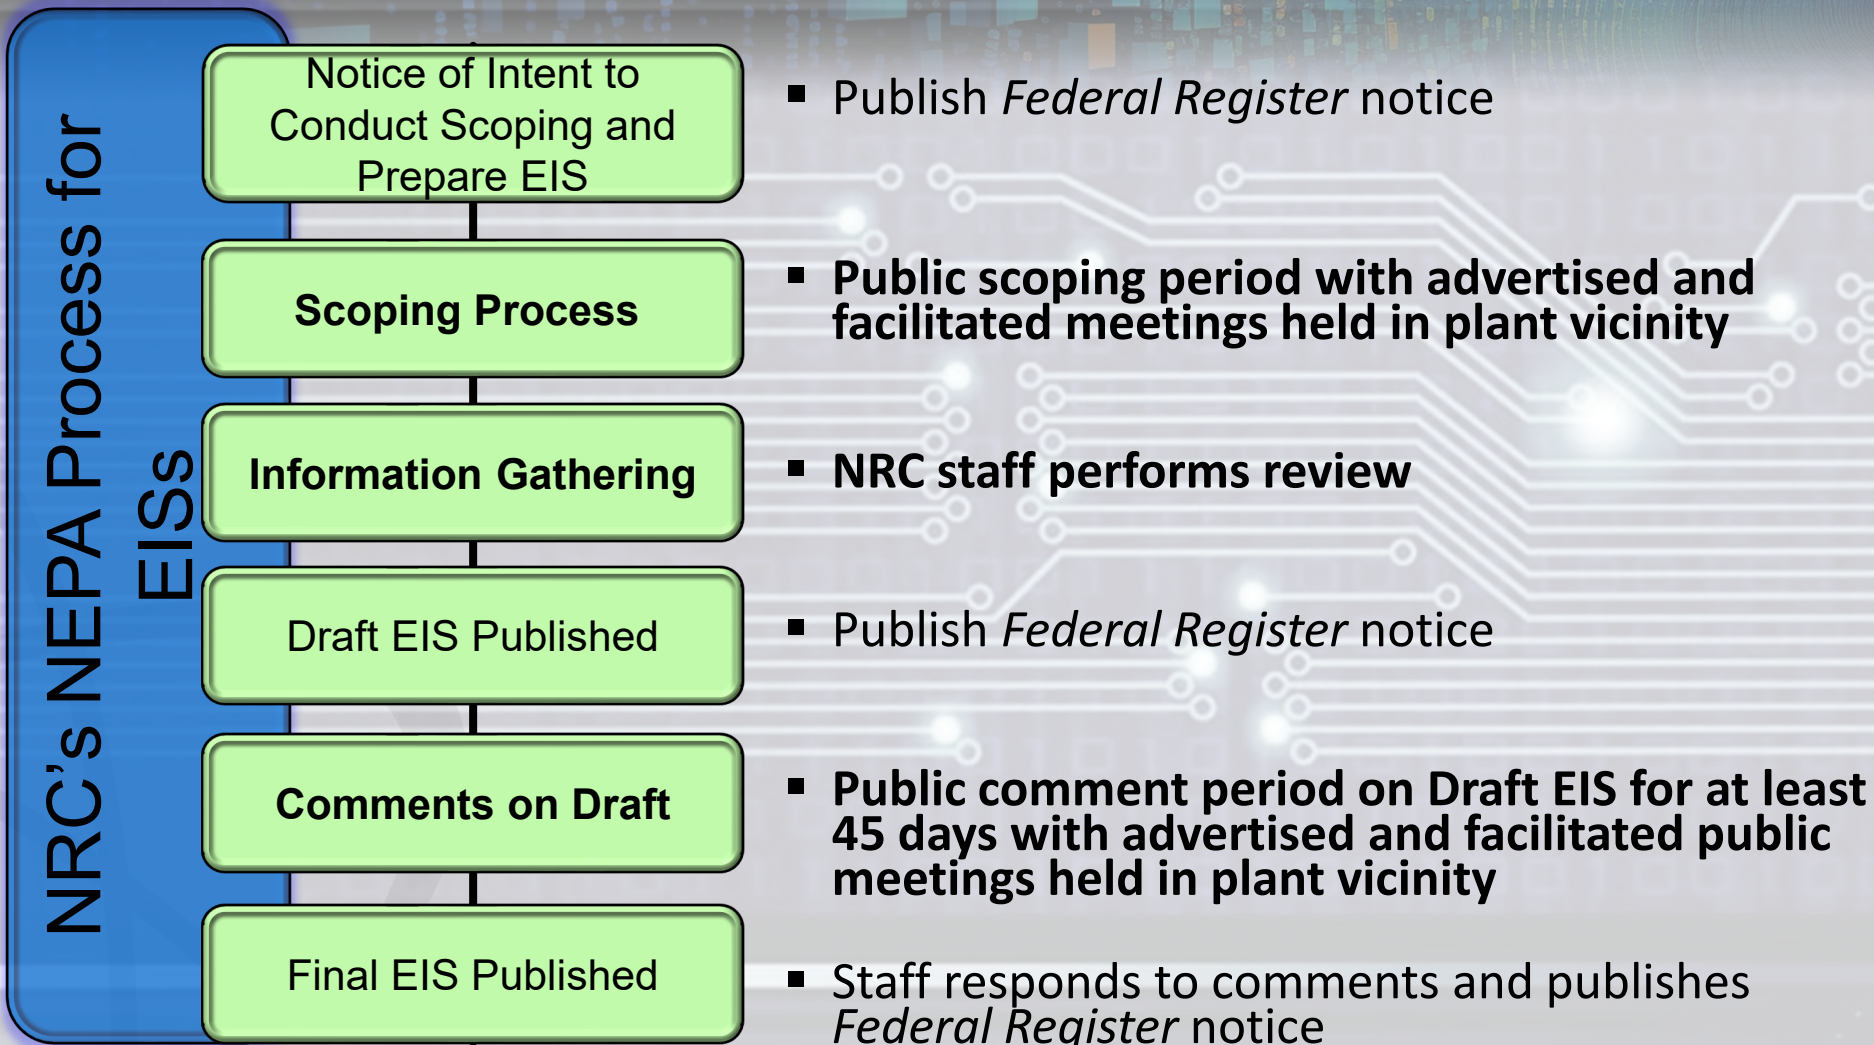 NRC's NEPA Process for
EISs
Notice of Intent to
Conduct Scoping and
Prepare EIS
▪ Publish Federal Register notice
Scoping Process
▪ Public scoping period with advertised and
facilitated meetings held in plant vicinity
Information Gathering
▪ NRC staff performs review
Draft EIS Published
▪ Publish Federal Register notice
Comments on Draft
▪ Public comment period on Draft EIS for at least
45 days with advertised and facilitated public
meetings held in plant vicinity
Final EIS Published
▪ Staff responds to comments and publishes
Federal Register notice